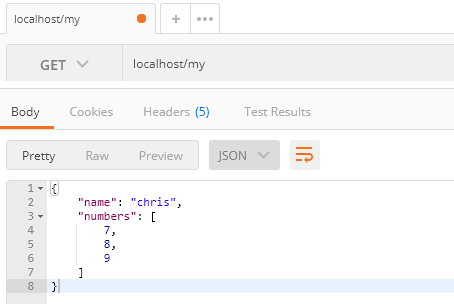 localhost/my
+ •••
GET localhost/my
Body Cookies Headers (5) Test Results
Pretty Raw Preview JSON
1 {
2 "name": "chris",
3 "numbers": [
4 7,
5 8,
6 9
7 ]
8 }